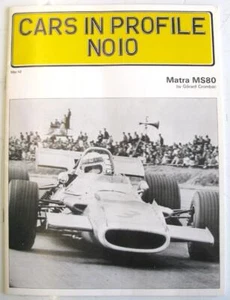 CARS IN PROFILE
NO10
Matra MS80
by Gérard Crombac